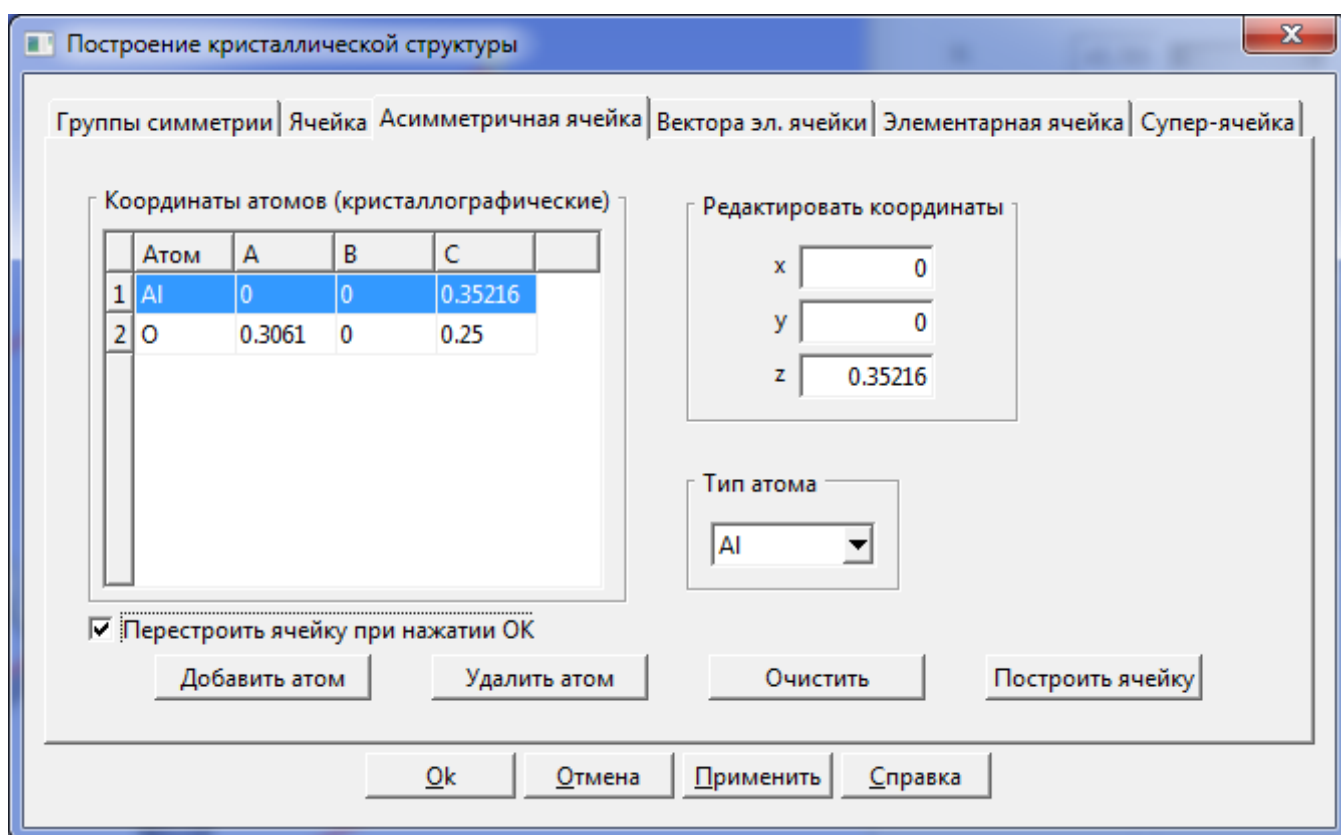 Построение кристаллической структуры
x
Группы симметрии Ячейка Асимметричная ячейка Вектора эл. ячейки Элементарная ячейка Супер-ячейка
Координаты атомов (кристаллографические)
Атом A B C
1 Al 0 0 0.35216
2 O 0.3061 0 0.25
Редактировать координаты
x 0
y 0
z 0.35216
Тип атома
Al
Перестроить ячейку при нажатии ОК
Добавить атом Удалить атом Очистить Построить ячейку
Ok Отмена Применить Справка